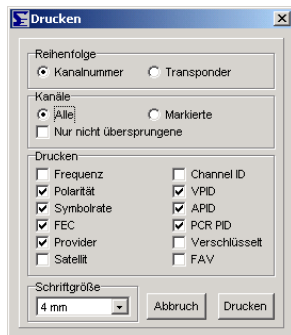 Drucken
Reihenfolge
Kanalnummer Transponder
Kanäle
Alle Markierte
Nur nicht übersprungene
Drucken
Frequenz Channel ID
Polarität VPID
Symbolrate APID
FEC PCR PID
Provider Verschlüsselt
Satellit FAV
Schriftgröße
4 mm Abbruch Drucken